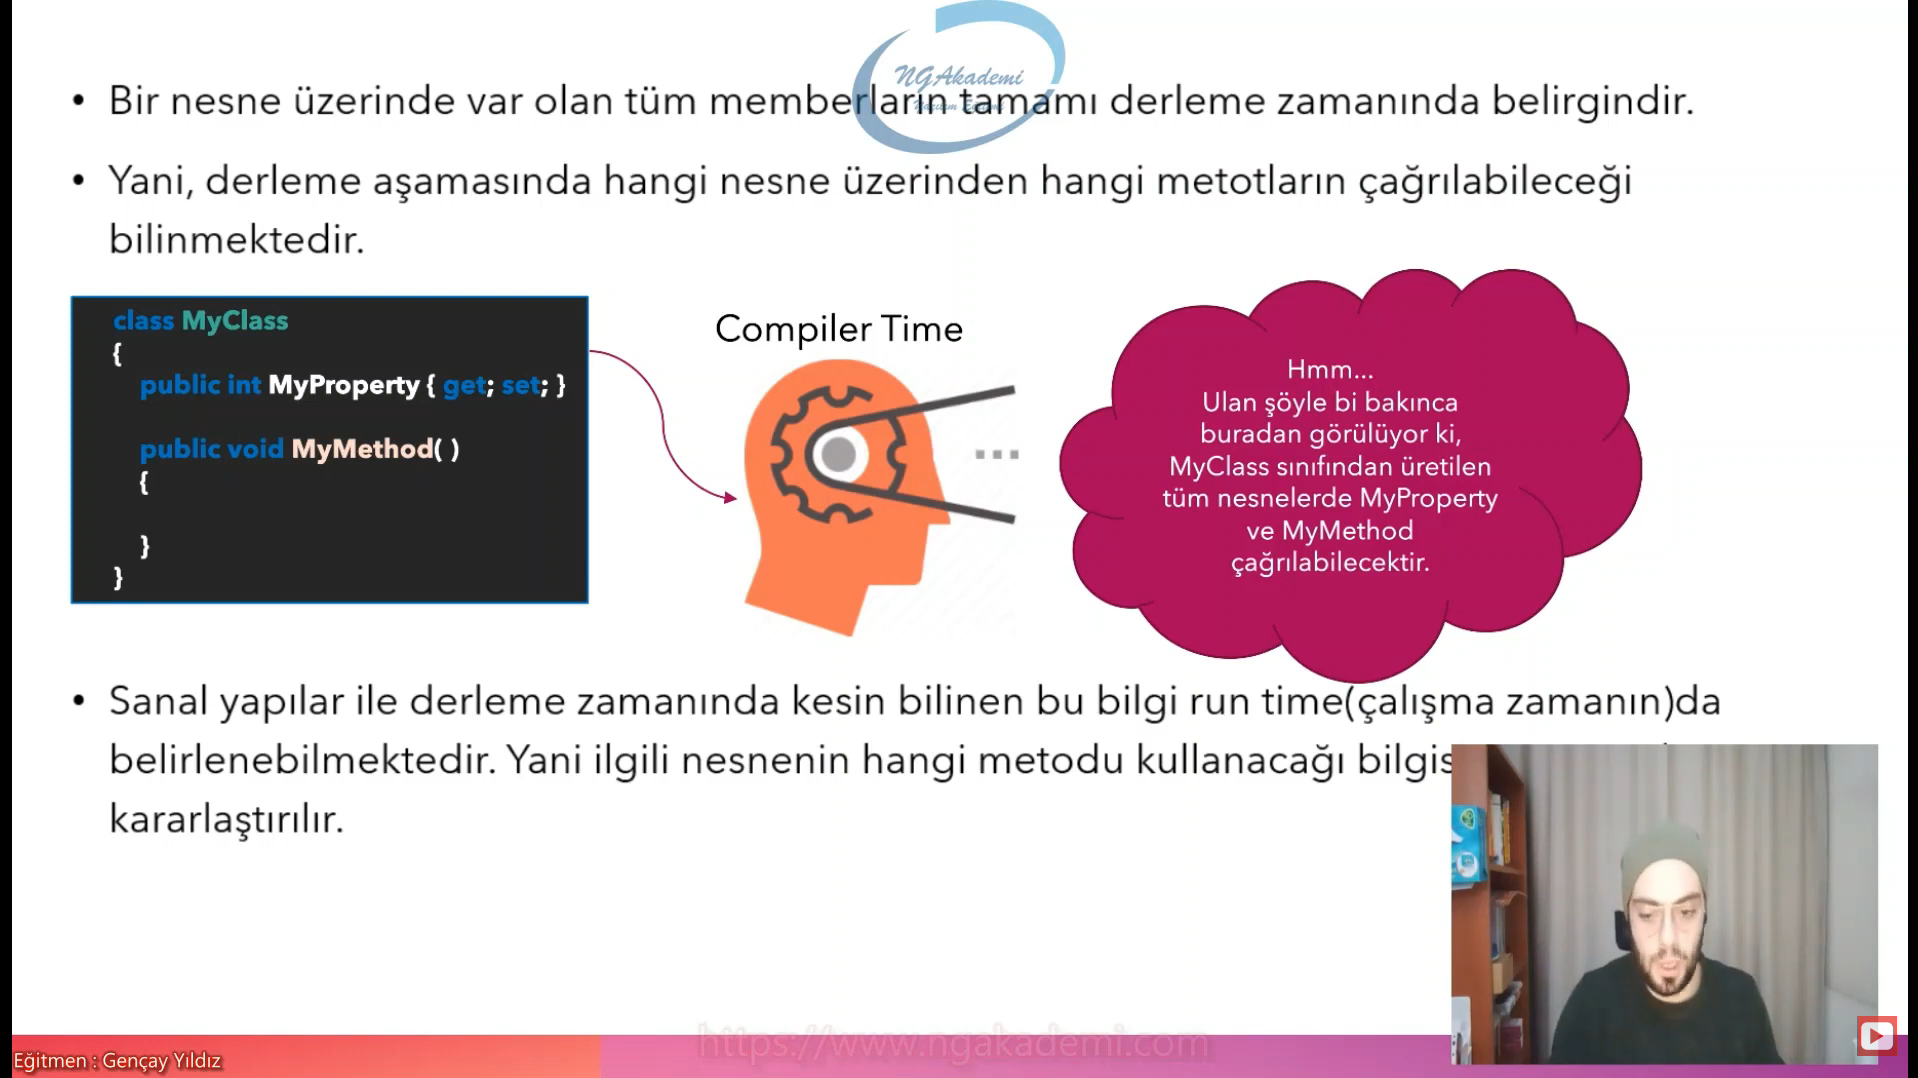 NGAkademi
• Bir nesne üzerinde var olan tüm memberların tamamı derleme zamanında belirgindir.
• Yani, derleme aşamasında hangi nesne üzerinden hangi metotların çağrılabileceği
bilinmektedir.
class MyClass
{
public int MyProperty { get; set; }
public void MyMethod( )
{
}
}
Compiler Time
...
Hmm...
Ulan şöyle bi bakınca
buradan görülüyor ki,
MyClass sınıfından üretilen
tüm nesnelerde MyProperty
ve MyMethod
çağrılabilecektir.
• Sanal yapılar ile derleme zamanında kesin bilinen bu bilgi run time(çalışma zamanın)da
belirlenebilmektedir. Yani ilgili nesnenin hangi metodu kullanacağı
kararlaştırılır.
https://www.ngakademi.com
Eğitmen : Gençay Yıldız